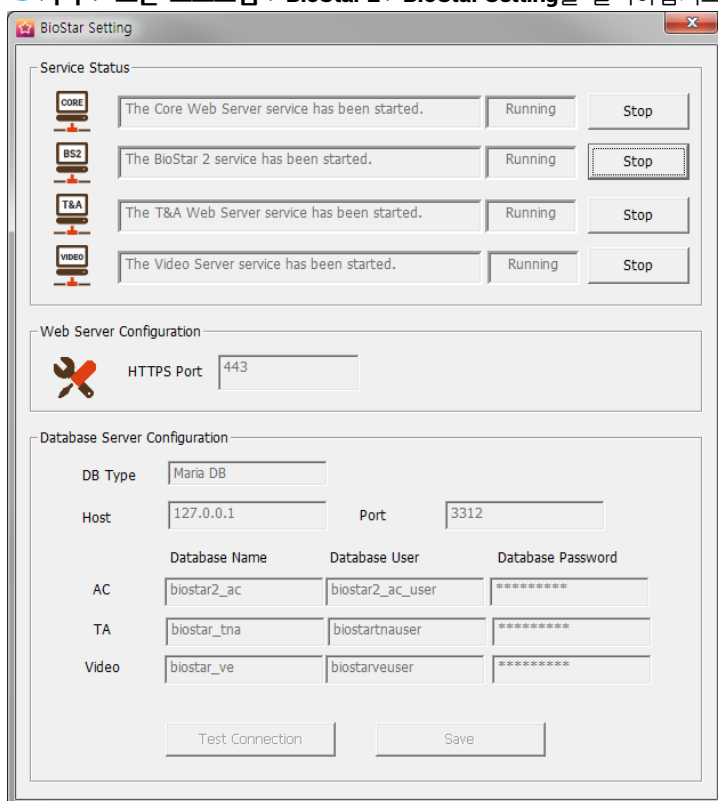 BioStar Setting
Service Status
CORE The Core Web Server service has been started. Running Stop
BS2 The BioStar 2 service has been started. Running Stop
T&A The T&A Web Server service has been started. Running Stop
VIDEO The Video Server service has been started. Running Stop
Web Server Configuration
HTTPS Port 443
Database Server Configuration
DB Type Maria DB
Host 127.0.0.1 Port 3312
Database Name Database User Database Password
AC biostar2_ac biostar2_ac_user *********
TA biostar_tna biostartnauser *********
Video biostar_ve biostarveuser *********
Test Connection Save